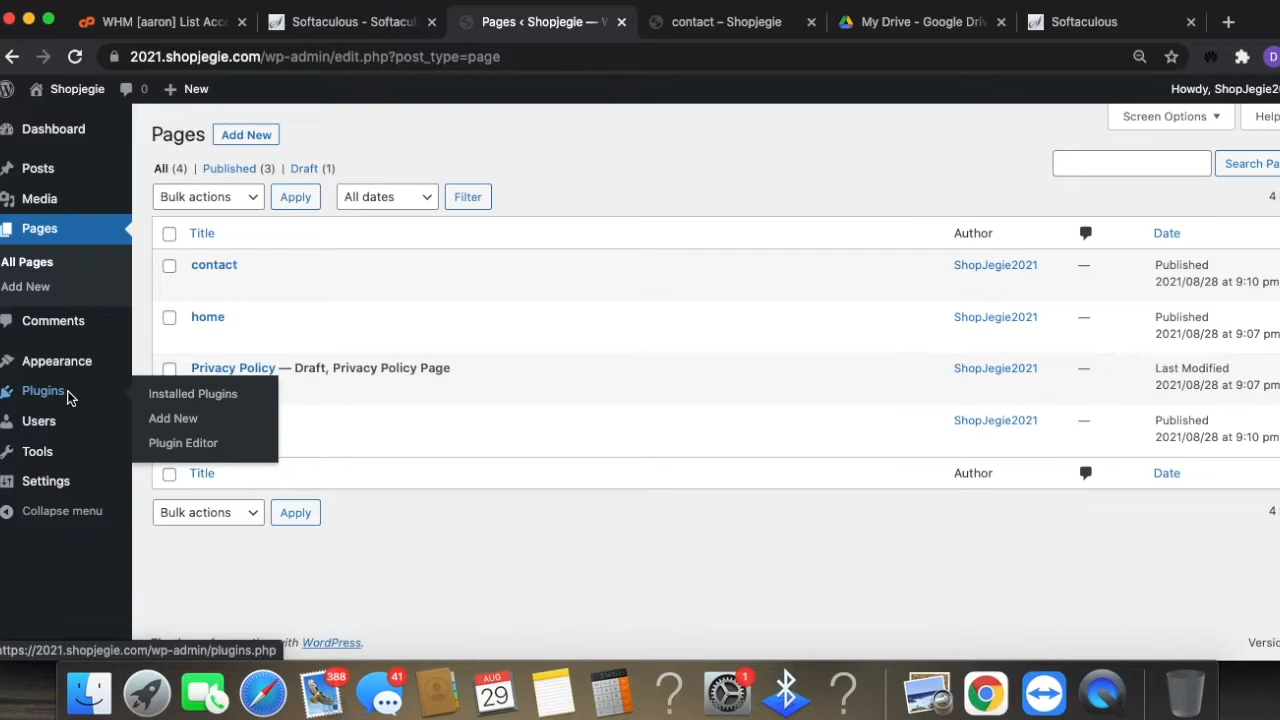 WHM [aaron] List Acco
Softaculous - Softacul
Pages ‹ Shopjegie —
contact – Shopjegie
My Drive - Google Dri
Softaculous
2021.shopjegie.com/wp-admin/edit.php?post_type=page
D
Shopjegie
0
New
Howdy, ShopJegie20
Dashboard
Posts
Media
Pages
All Pages
Add New
Comments
Appearance
Plugins
Users
Tools
Settings
Collapse menu
Installed Plugins
Add New
Plugin Editor
Pages
Add New
Screen Options
Help
All (4) | Published (3) | Draft (1)
Search Pa
Bulk actions
Apply
All dates
Filter
4
Title
Author
Date
contact
ShopJegie2021
—
Published
2021/08/28 at 9:10 pm
home
ShopJegie2021
—
Published
2021/08/28 at 9:07 pm
Privacy Policy — Draft, Privacy Policy Page
ShopJegie2021
—
Last Modified
2021/08/28 at 9:07 pm
ShopJegie2021
—
Published
2021/08/28 at 9:10 pm
Title
Author
Date
Bulk actions
Apply
4
with WordPress.
Versio
https://2021.shopjegie.com/wp-admin/plugins.php
388
41
AUG
29
1